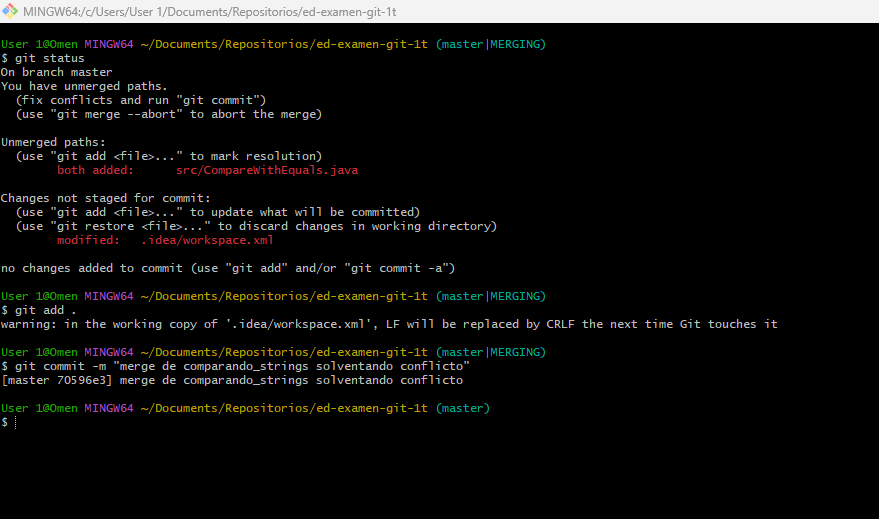 MINGW64:/c/Users/User 1/Documents/Repositorios/ed-examen-git-1t
User 1@Omen MINGW64 ~/Documents/Repositorios/ed-examen-git-1t (master|MERGING)
$ git status
On branch master
You have unmerged paths.
  (fix conflicts and run "git commit")
  (use "git merge --abort" to abort the merge)
Unmerged paths:
  (use "git add <file>..." to mark resolution)
        both added:      src/CompareWithEquals.java
Changes not staged for commit:
  (use "git add <file>..." to update what will be committed)
  (use "git restore <file>..." to discard changes in working directory)
        modified:   .idea/workspace.xml
no changes added to commit (use "git add" and/or "git commit -a")
User 1@Omen MINGW64 ~/Documents/Repositorios/ed-examen-git-1t (master|MERGING)
$ git add .
warning: in the working copy of '.idea/workspace.xml', LF will be replaced by CRLF the next time Git touches it
User 1@Omen MINGW64 ~/Documents/Repositorios/ed-examen-git-1t (master|MERGING)
$ git commit -m "merge de comparando_strings solventando conflicto"
[master 70596e3] merge de comparando_strings solventando conflicto
User 1@Omen MINGW64 ~/Documents/Repositorios/ed-examen-git-1t (master)
$